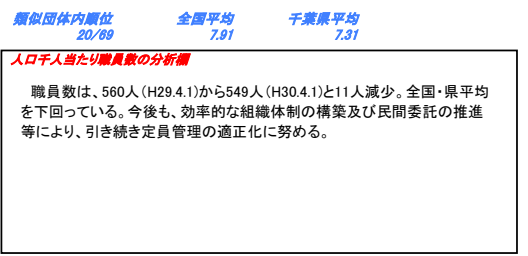 類似団体内順位 全国平均 千葉県平均
20/69 7.91 7.31
人口千人当たり職員数の分析欄
職員数は、560人（H29.4.1）から549人（H30.4.1）と11人減少。全国・県平均
を下回っている。今後も、効率的な組織体制の構築及び民間委託の推進
等により、引き続き定員管理の適正化に努める。